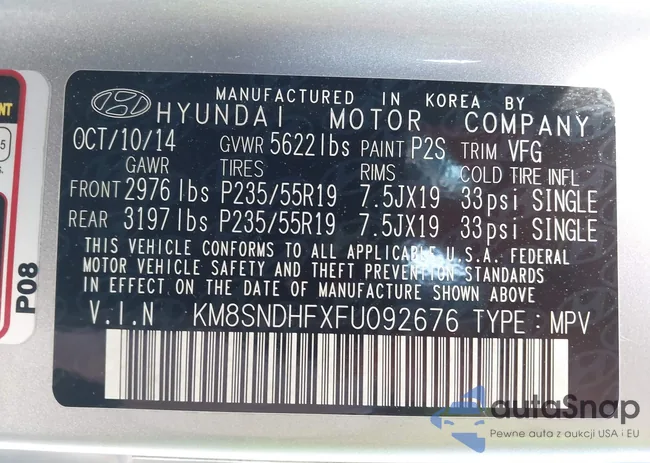 MANUFACTURED IN KOREA BY
HYUNDAI MOTOR COMPANY
OCT/10/14 GVWR 5622lbs PAINT P2S TRIM VFG
GAWR TIRES RIMS COLD TIRE INFL
FRONT 2976lbs P235/55R19 7.5JX19 33psi SINGLE
REAR 3197lbs P235/55R19 7.5JX19 33psi SINGLE
THIS VEHICLE CONFORMS TO ALL APPLICABLE U.S.A. FEDERAL
MOTOR VEHICLE SAFETY AND THEFT PREVENTION STANDARDS
IN EFFECT ON THE DATE OF MANUFACTURE SHOWN ABOVE.
V.I.N KM8SNDHFXFU092676 TYPE : MPV
P08
autaSnap
Pewne auta z aukcji USA i EU